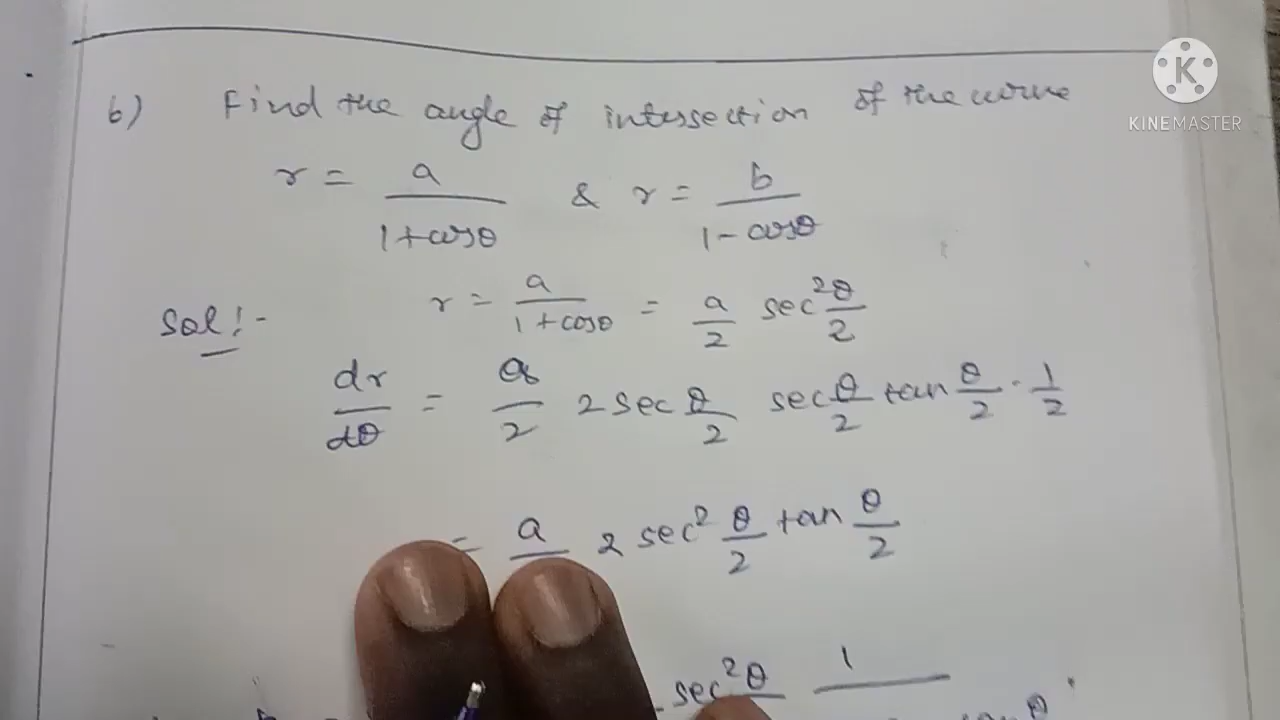 6) Find the angle of intersection of the curve
r = a/(1+cosθ) & r = b/(1-cosθ)
Sol:- r = a/(1+cosθ) = a/2 sec²θ/2
dr/dθ = a/2 2 sec θ/2 sec θ/2 tan θ/2 · 1/2
= a/ 2 sec² θ/2 tan θ/2
sec²θ 1
θ
K
KINEMASTER